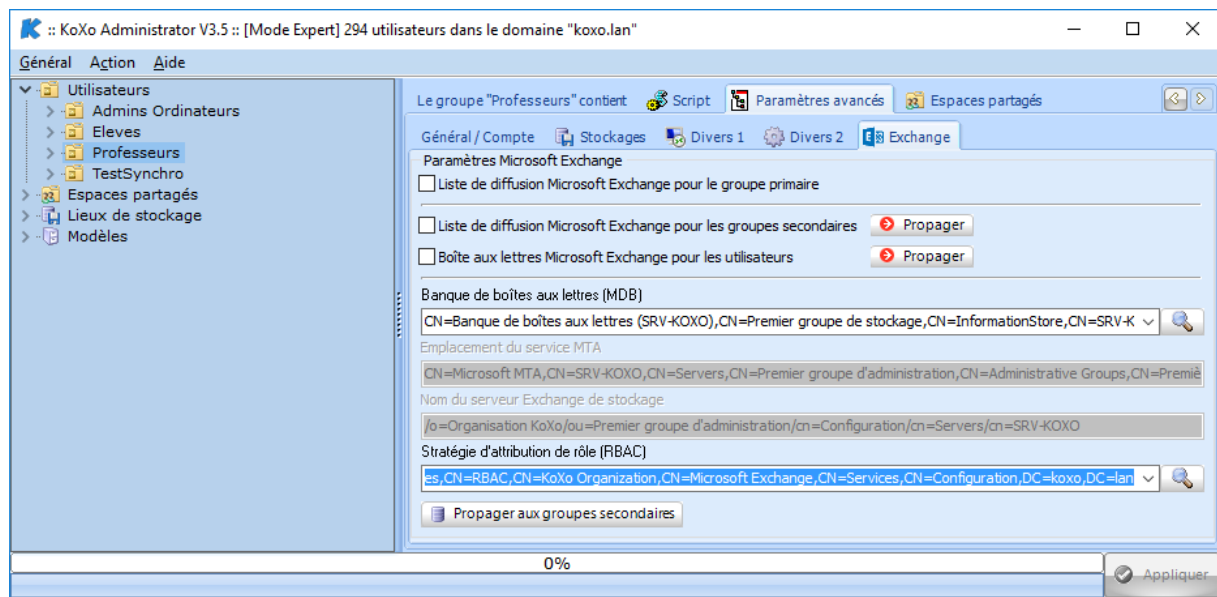 :: KoXo Administrator V3.5 :: [Mode Expert] 294 utilisateurs dans le domaine "koxo.lan"
Général Action Aide
Utilisateurs
Admins Ordinateurs
Eleves
Professeurs
TestSynchro
Espaces partagés
Lieux de stockage
Modèles
Le groupe "Professeurs" contient Script Paramètres avancés Espaces partagés
Général / Compte Stockages Divers 1 Divers 2 Exchange
Paramètres Microsoft Exchange
Liste de diffusion Microsoft Exchange pour le groupe primaire
Liste de diffusion Microsoft Exchange pour les groupes secondaires Propager
Boîte aux lettres Microsoft Exchange pour les utilisateurs Propager
Banque de boîtes aux lettres (MDB)
CN=Banque de boîtes aux lettres (SRV-KOXO),CN=Premier groupe de stockage,CN=InformationStore,CN=SRV-K
Emplacement du service MTA
CN=Microsoft MTA,CN=SRV-KOXO,CN=Servers,CN=Premier groupe d'administration,CN=Administrative Groups,CN=Premiè
Nom du serveur Exchange de stockage
/o=Organisation KoXo/ou=Premier groupe d'administration/cn=Configuration/cn=Servers/cn=SRV-KOXO
Stratégie d'attribution de rôle (RBAC)
es,CN=RBAC,CN=KoXo Organization,CN=Microsoft Exchange,CN=Services,CN=Configuration,DC=koxo,DC=lan
Propager aux groupes secondaires
0%
Appliquer